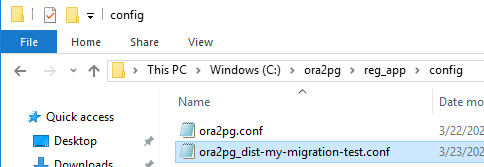 config
File Home Share View
This PC Windows (C:) ora2pg reg_app config
Name Date mo
Quick access
ora2pg.conf 3/22/202
Desktop
ora2pg_dist-my-migration-test.conf 3/23/202
Downloads